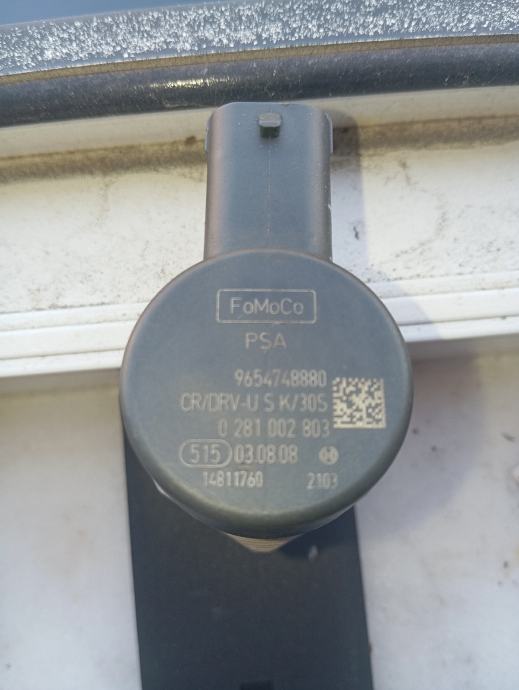 FoMoCo
PSA
9654748880
CR/DRV-U S K/30S
0 281 002 803
515 03.08.08
14811760 2103